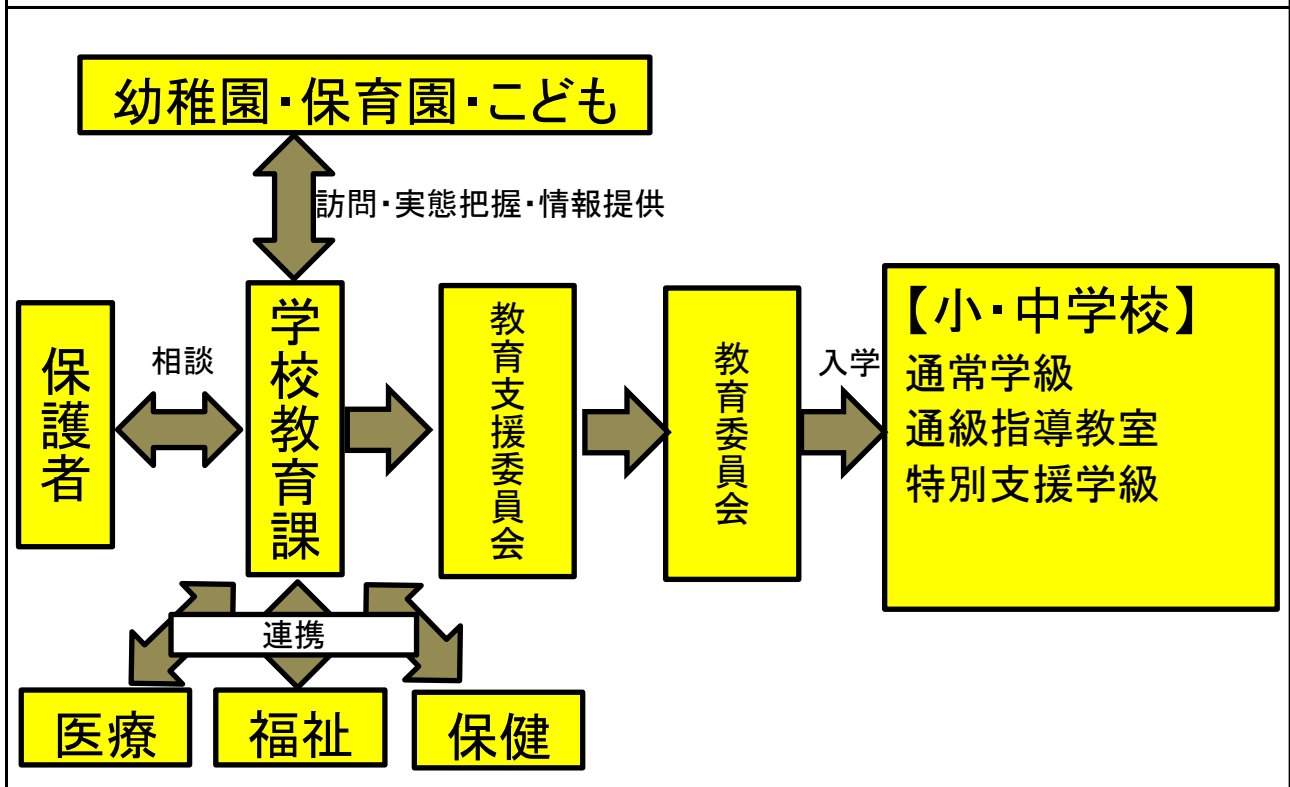 幼稚園・保育園・こども
訪問・実態把握・情報提供
保護者
相談
学校教育課
教育支援委員会
教育委員会
入学
【小・中学校】
通常学級
通級指導教室
特別支援学級
連携
医療
福祉
保健